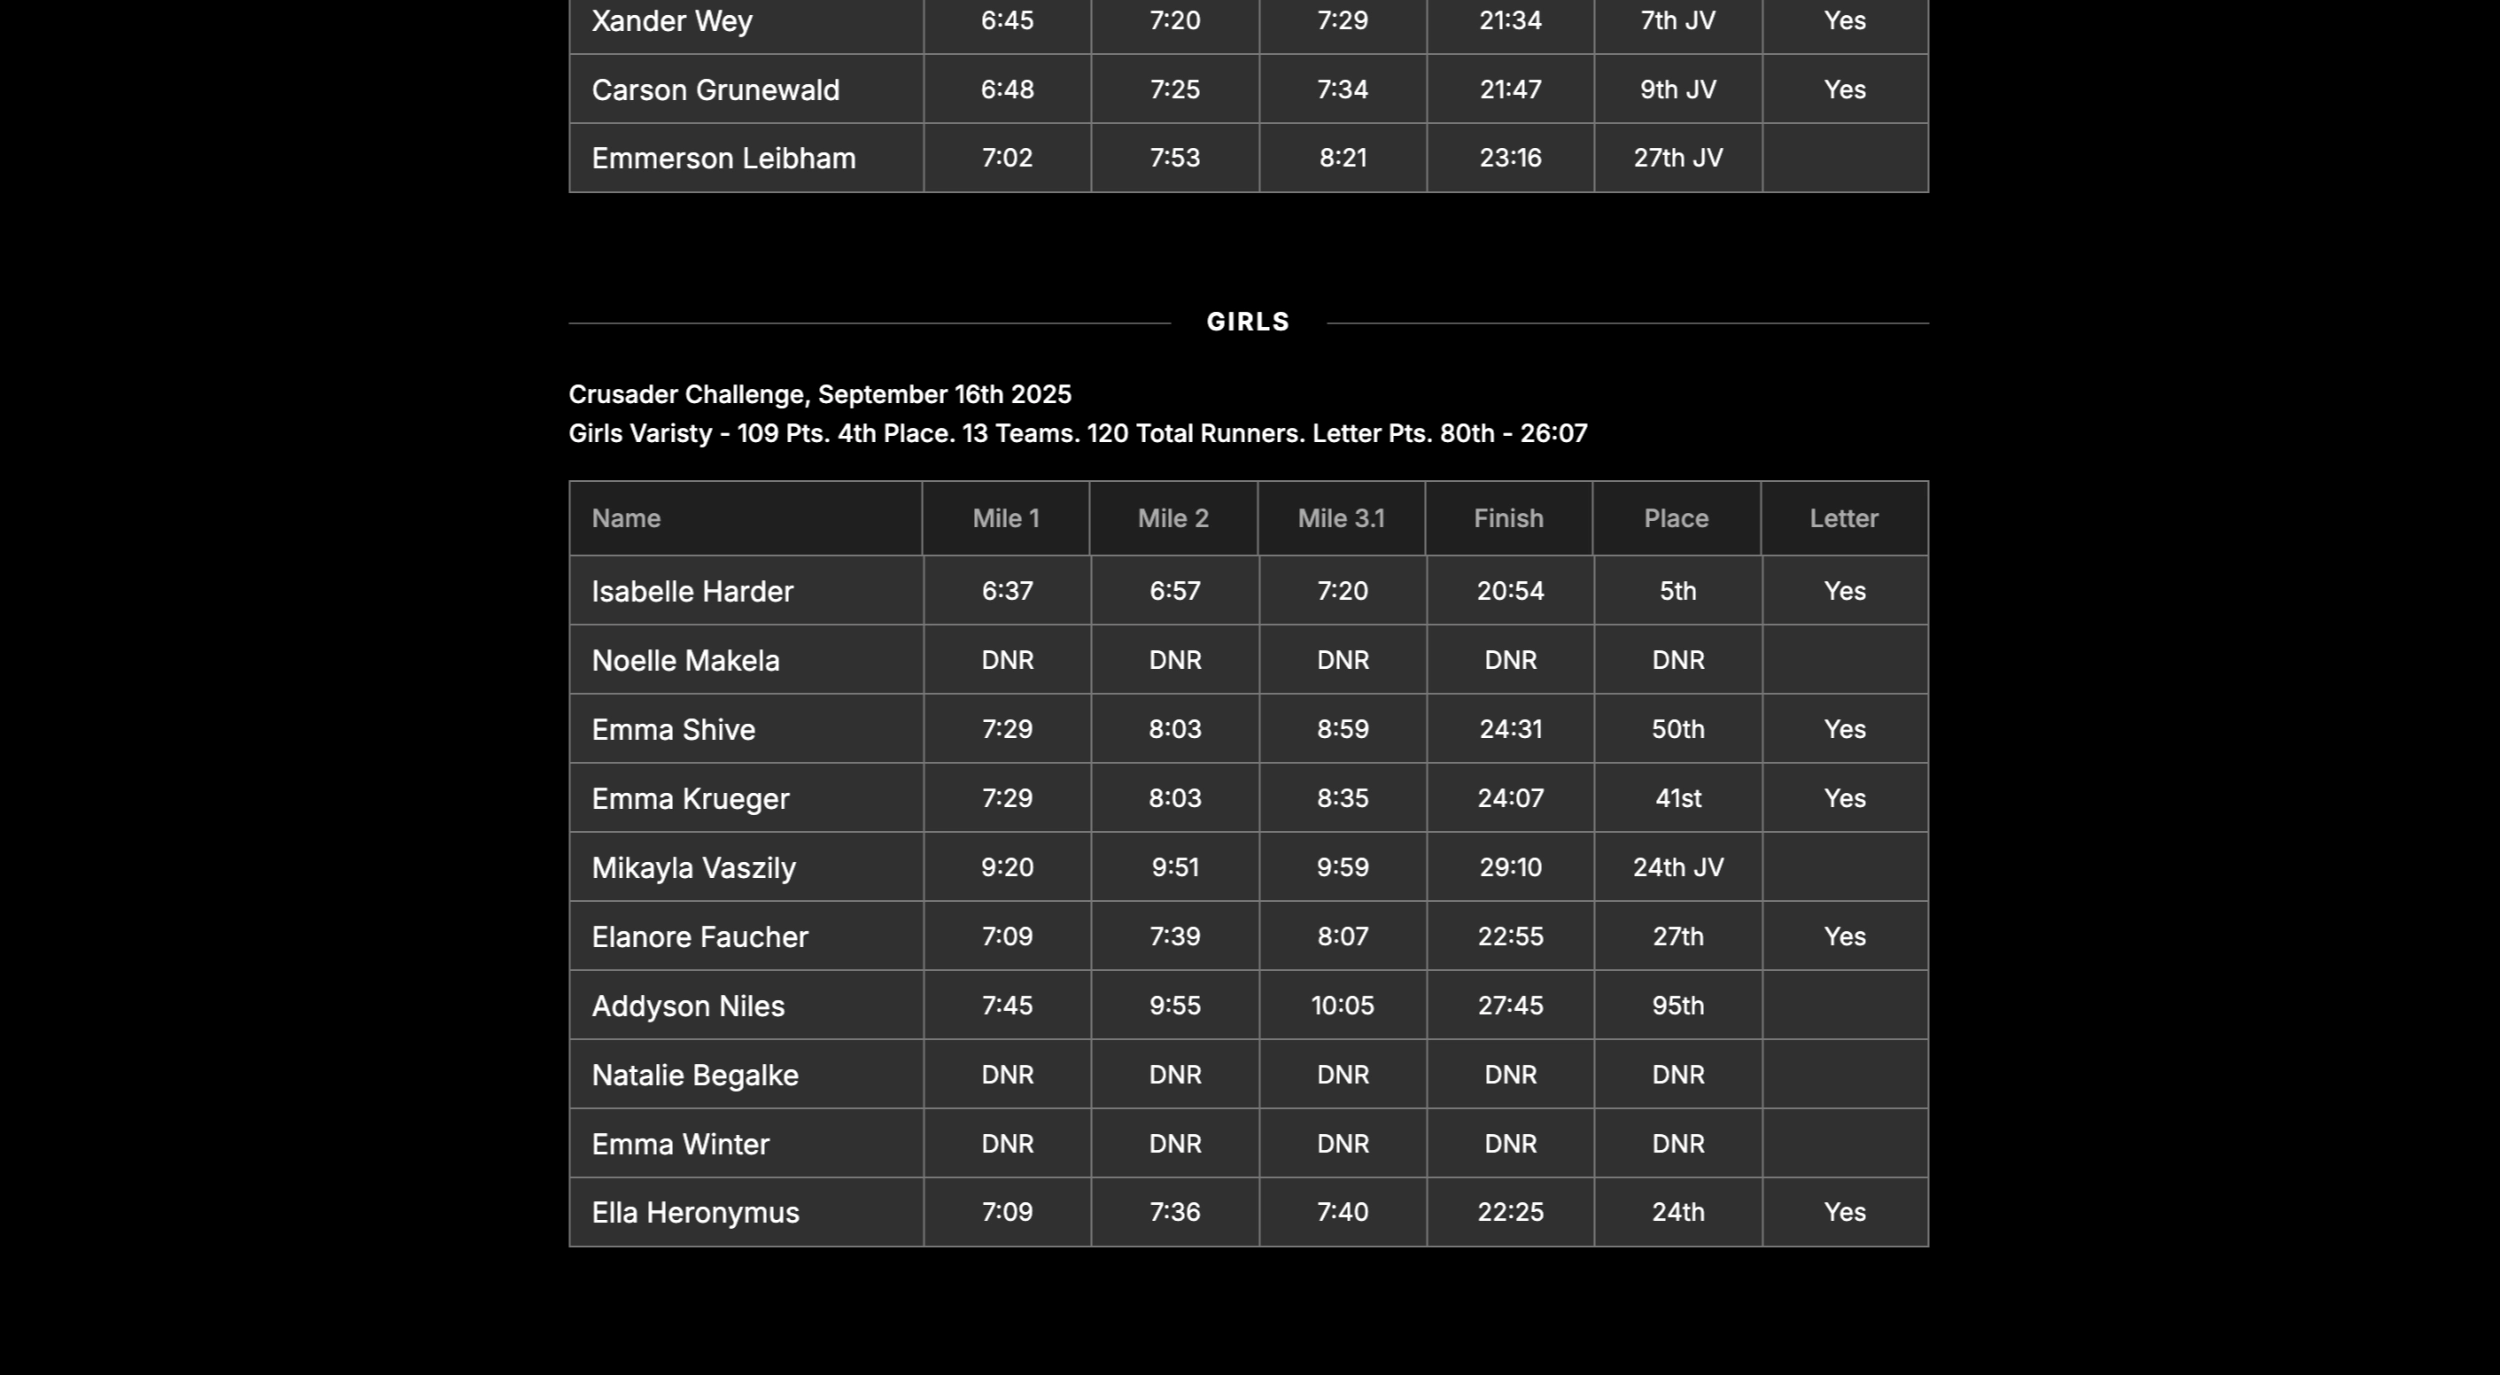 Xander Wey 6:45 7:20 7:29 21:34 7th JV Yes
Carson Grunewald 6:48 7:25 7:34 21:47 9th JV Yes
Emmerson Leibham 7:02 7:53 8:21 23:16 27th JV
GIRLS
Crusader Challenge, September 16th 2025
Girls Varisty - 109 Pts. 4th Place. 13 Teams. 120 Total Runners. Letter Pts. 80th - 26:07
Name Mile 1 Mile 2 Mile 3.1 Finish Place Letter
Isabelle Harder 6:37 6:57 7:20 20:54 5th Yes
Noelle Makela DNR DNR DNR DNR DNR
Emma Shive 7:29 8:03 8:59 24:31 50th Yes
Emma Krueger 7:29 8:03 8:35 24:07 41st Yes
Mikayla Vaszily 9:20 9:51 9:59 29:10 24th JV
Elanore Faucher 7:09 7:39 8:07 22:55 27th Yes
Addyson Niles 7:45 9:55 10:05 27:45 95th
Natalie Begalke DNR DNR DNR DNR DNR
Emma Winter DNR DNR DNR DNR DNR
Ella Heronymus 7:09 7:36 7:40 22:25 24th Yes